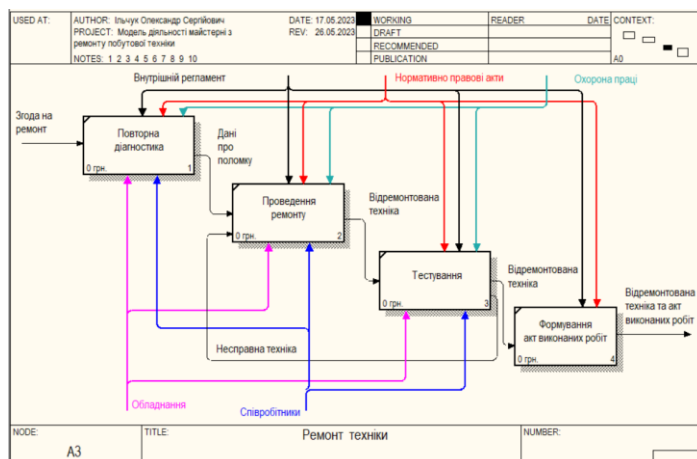 USED AT:
AUTHOR: Ільчук Олександр Сергійович
DATE: 17.05.2023
PROJECT: Модель діяльності майстерні з
ремонту побутової техніки
REV: 26.05.2023
NOTES: 1 2 3 4 5 6 7 8 9 10
WORKING
DRAFT
RECOMMENDED
PUBLICATION
READER
DATE
CONTEXT:
A0
Внутрішній регламент
Нормативно правові акти
Охорона праці
Згода на
ремонт
Повторна
діагностика
0 грн.
1
Дані
про
поломку
Проведення
ремонту
0 грн.
2
Відремонтована
техніка
Тестування
0 грн.
3
Відремонтована
техніка
Формування
акт виконаних робіт
0 грн.
4
Відремонтована
техніка та акт
виконаних робіт
Несправна техніка
Обладнання
Співробітники
NODE:
A3
TITLE:
Ремонт техніки
NUMBER: